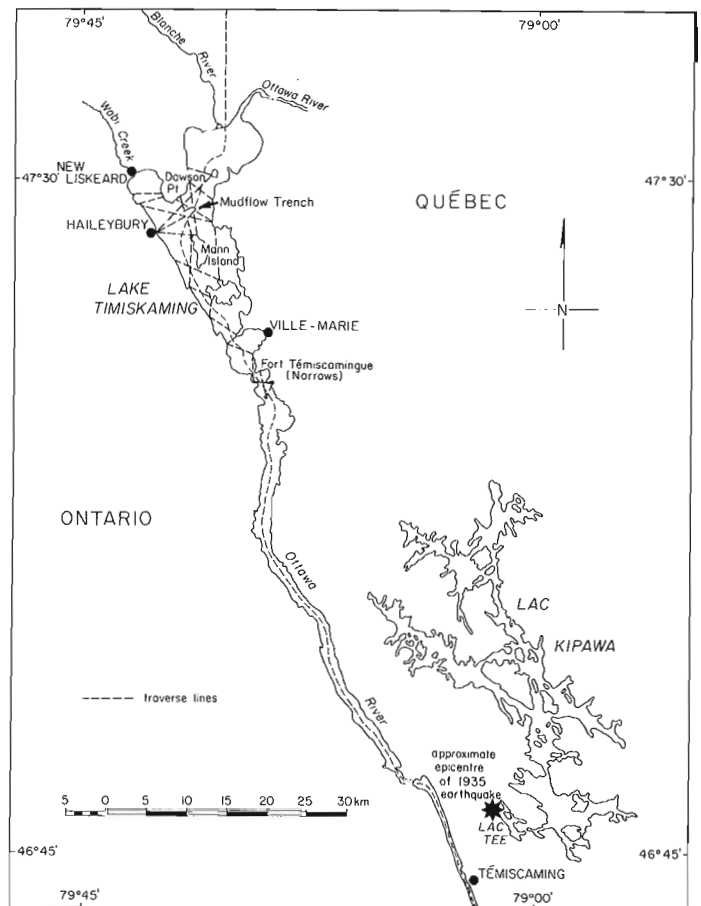 79°45'
79°00'
Blanche
River
Ottawa River
Wabi Creek
47°30'
NEW
LISKEARD
Dawson
Pt
47°30'
Mudflow Trench
QUÉBEC
HAILEYBURY
Mann
Island
LAKE
TIMISKAMING
N
VILLE-MARIE
Fort Témiscamingue
(Narrows)
ONTARIO
Ottawa
River
LAC
KIPAWA
traverse lines
approximate
epicentre
of 1935
earthquake
5 0 5 10 15 20 25 30 km
LAC
TEE
46°45'
46°45'
TÉMISCAMING
79°45'
79°00'